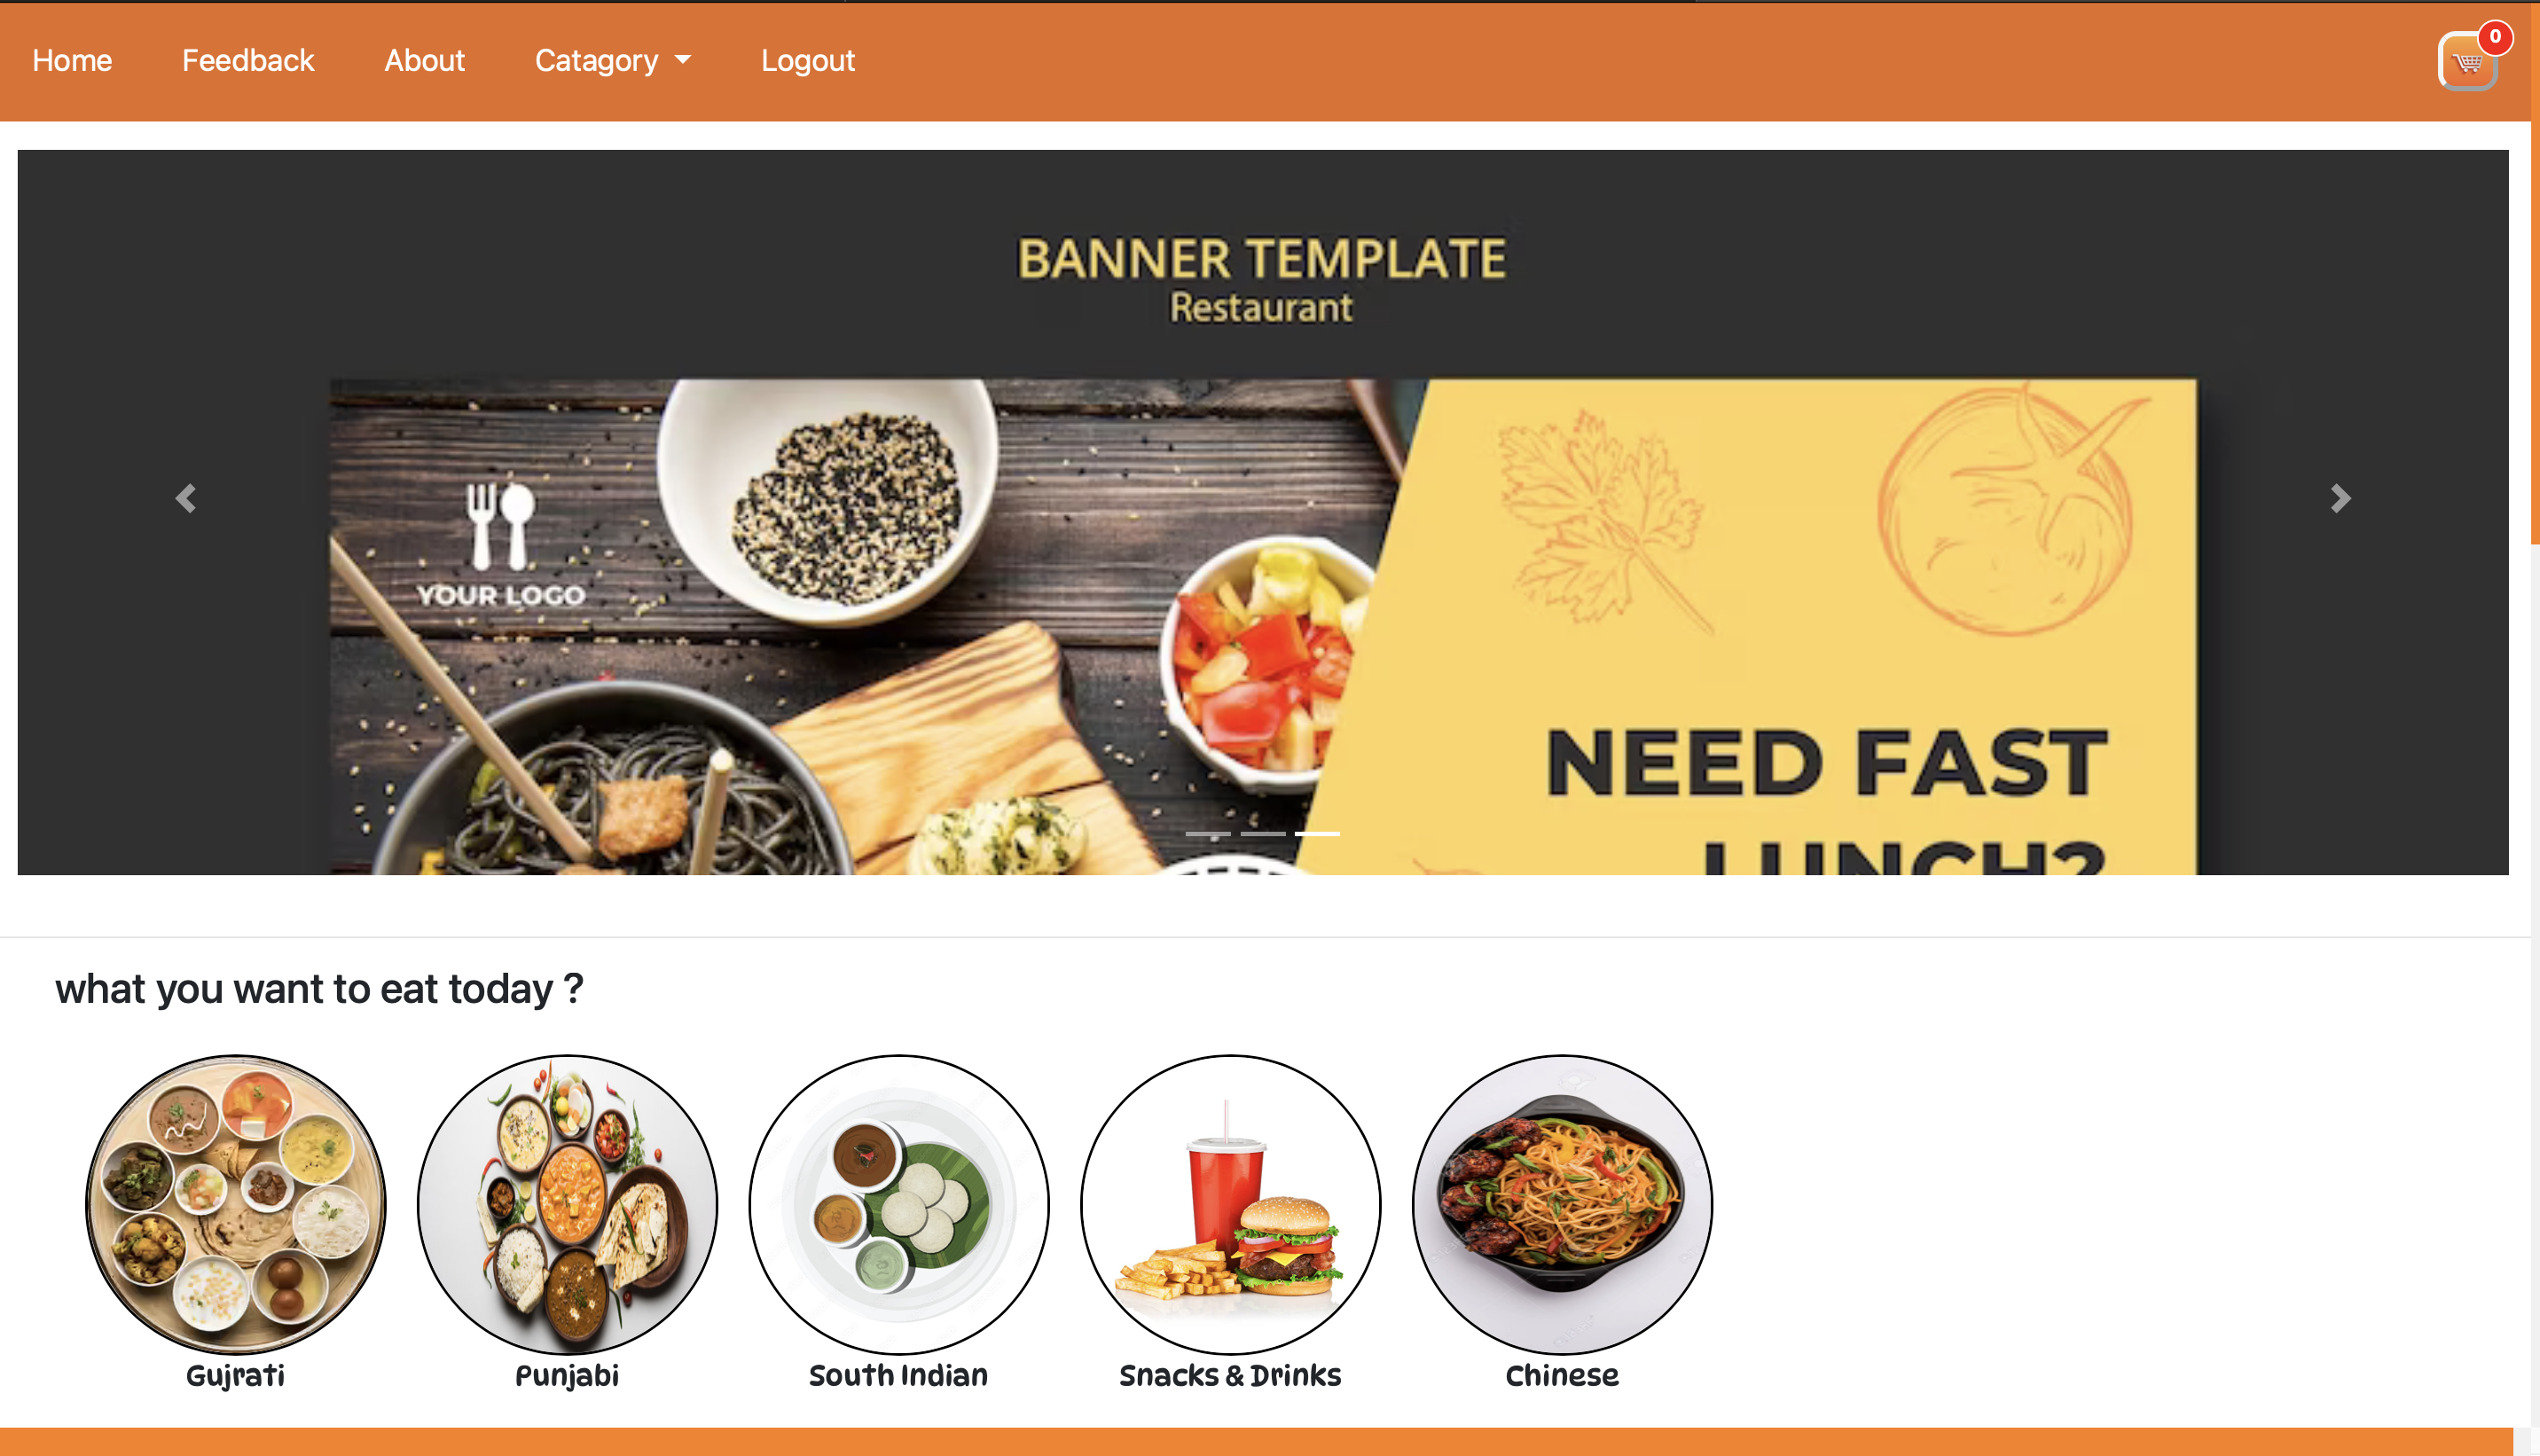 Home Feedback About Catagory Logout
0
BANNER TEMPLATE
Restaurant
YOUR LOGO
NEED FAST
LUNCH?
what you want to eat today ?
Gujrati Punjabi South Indian Snacks & Drinks Chinese